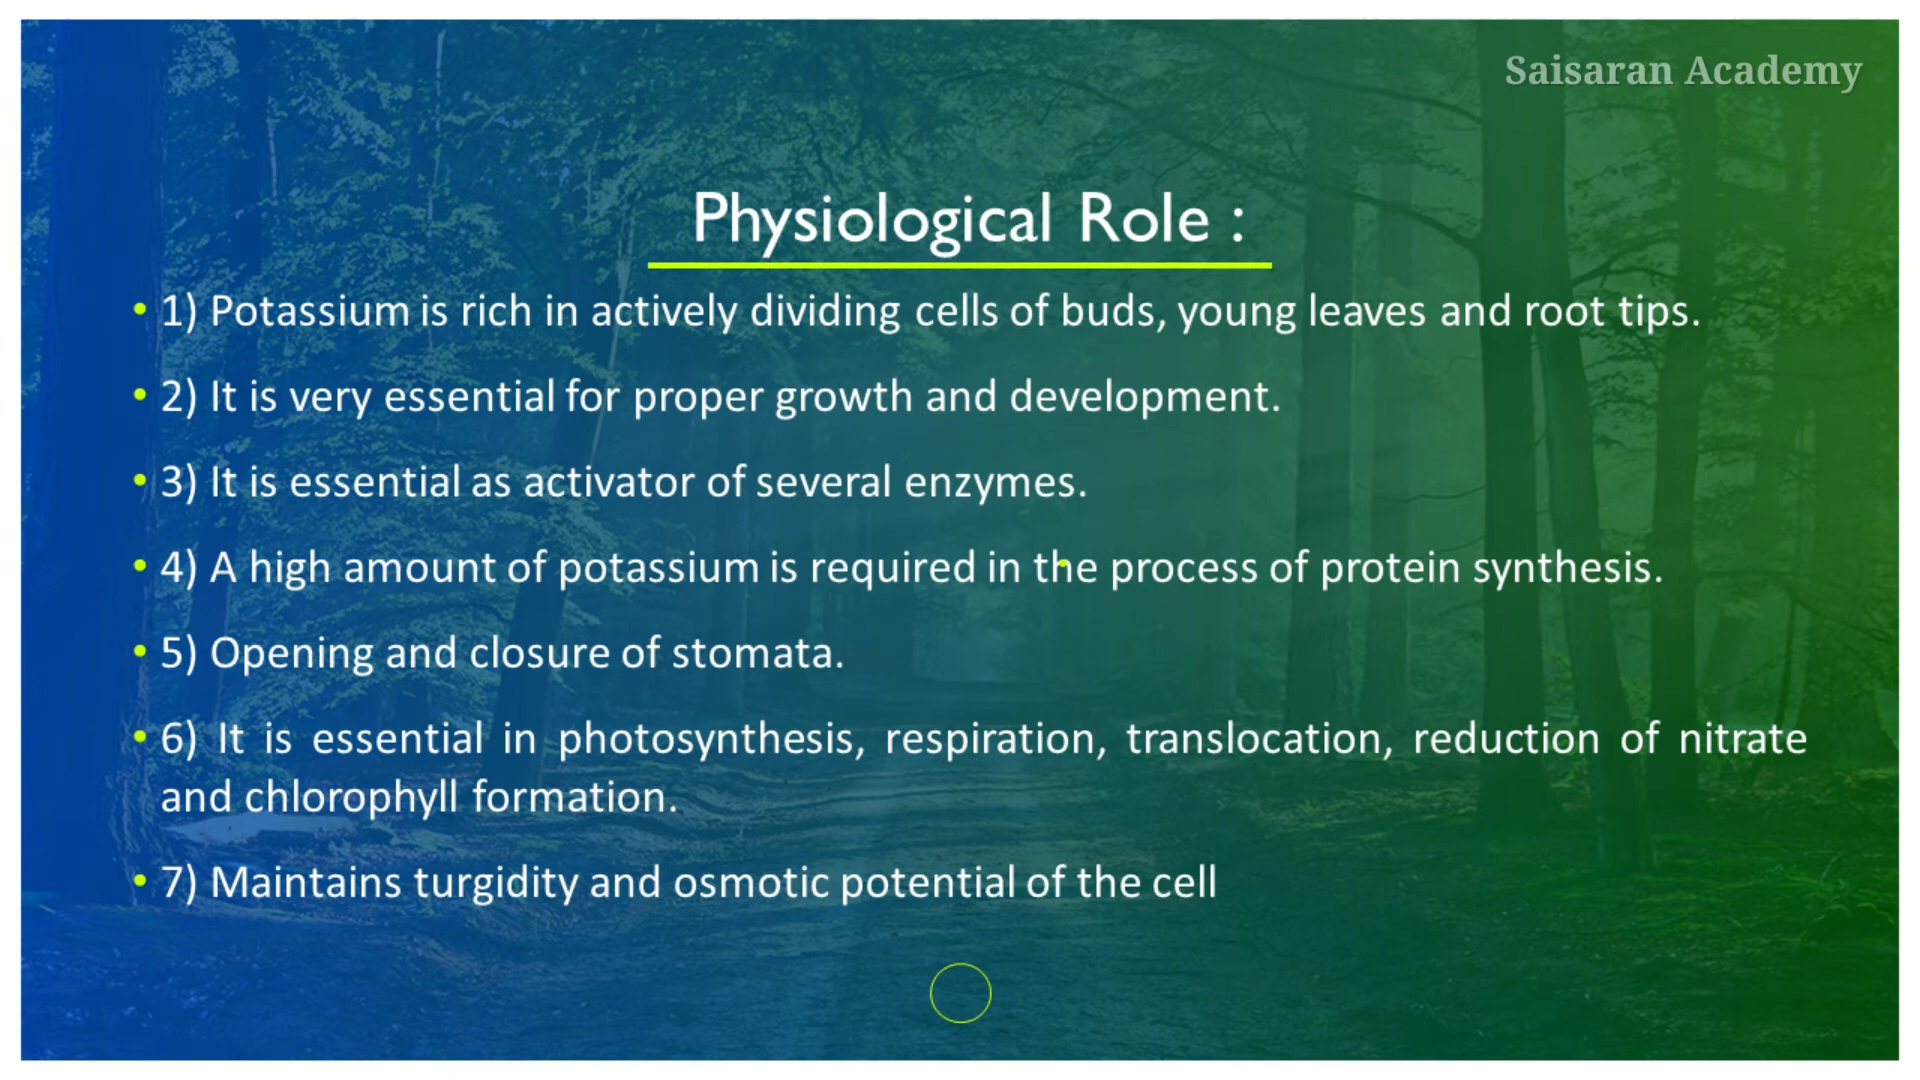 Saisaran Academy
Physiological Role :
• 1) Potassium is rich in actively dividing cells of buds, young leaves and root tips.
• 2) It is very essential for proper growth and development.
• 3) It is essential as activator of several enzymes.
• 4) A high amount of potassium is required in the process of protein synthesis.
• 5) Opening and closure of stomata.
• 6) It is essential in photosynthesis, respiration, translocation, reduction of nitrate
and chlorophyll formation.
• 7) Maintains turgidity and osmotic potential of the cell